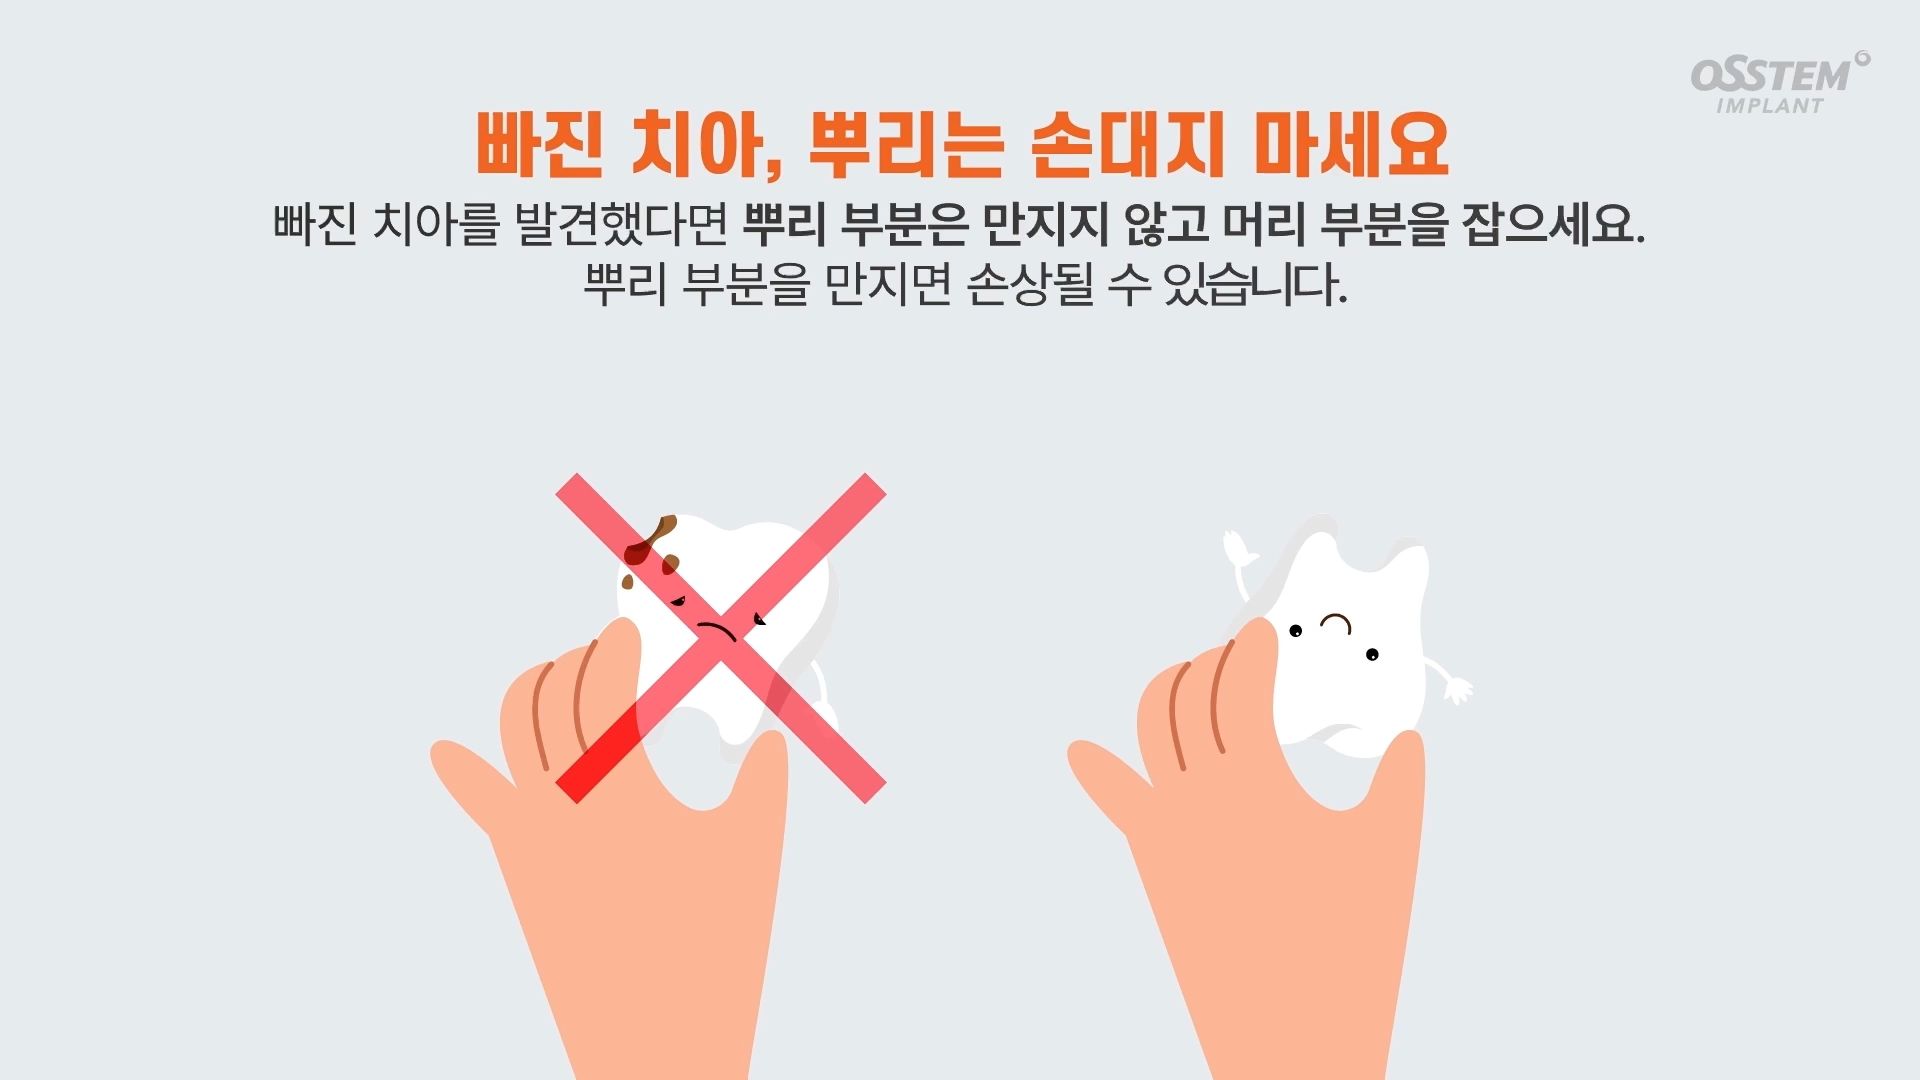 OSSTEM
IMPLANT
빠진 치아, 뿌리는 손대지 마세요
빠진 치아를 발견했다면 뿌리 부분은 만지지 않고 머리 부분을 잡으세요.
뿌리 부분을 만지면 손상될 수 있습니다.